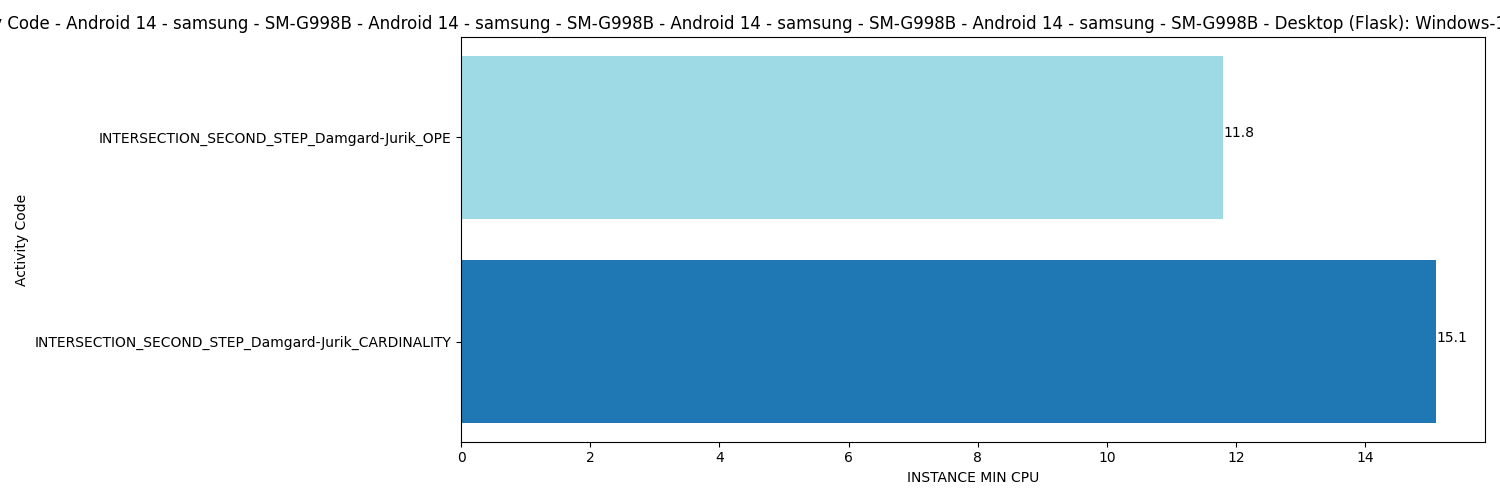 Code - Android 14 - samsung - SM-G998B - Android 14 - samsung - SM-G998B - Android 14 - samsung - SM-G998B - Android 14 - samsung - SM-G998B - Desktop (Flask): Windows-
INTERSECTION_SECOND_STEP_Damgard-Jurik_OPE
11.8
Activity Code
INTERSECTION_SECOND_STEP_Damgard-Jurik_CARDINALITY
15.1
0 2 4 6 8 10 12 14
INSTANCE MIN CPU